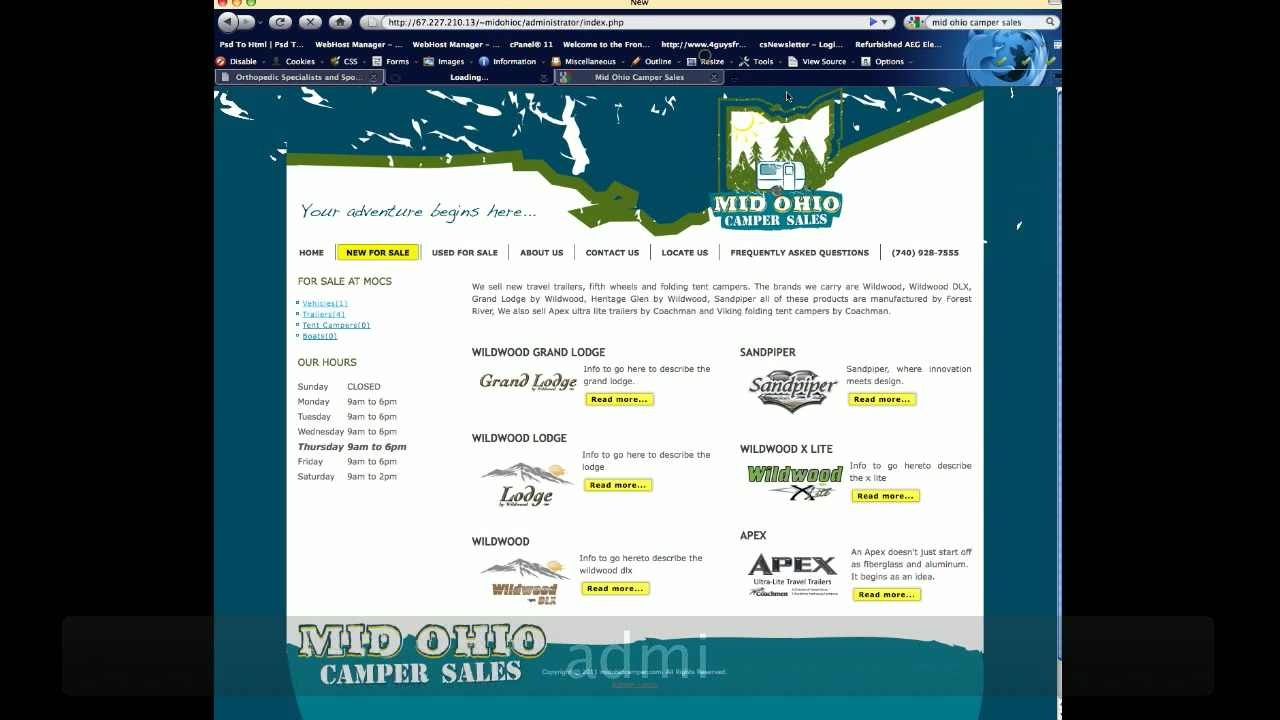 New
http://67.227.210.13/~midohioc/administrator/index.php
mid ohio camper sales
Psd To Html | Psd T... WebHost Manager – ... WebHost Manager – ... cPanel® 11 Welcome to the Fron... http://www.4guysfr... csNewsletter – Logi... Refurbished AEG Ele...
Disable Cookies CSS Forms Images Information Miscellaneous Outline Resize Tools View Source Options
Orthopedic Specialists and Spo... Loading... Mid Ohio Camper Sales
Your adventure begins here...
MID OHIO
CAMPER SALES
HOME NEW FOR SALE USED FOR SALE ABOUT US CONTACT US LOCATE US FREQUENTLY ASKED QUESTIONS (740) 928-7555
FOR SALE AT MOCS
Vehicles(1)
Trailers(4)
Tent Campers(0)
Boats(0)
OUR HOURS
Sunday CLOSED
Monday 9am to 6pm
Tuesday 9am to 6pm
Wednesday 9am to 6pm
Thursday 9am to 6pm
Friday 9am to 6pm
Saturday 9am to 2pm
We sell new travel trailers, fifth wheels and folding tent campers. The brands we carry are Wildwood, Wildwood DLX,
Grand Lodge by Wildwood, Heritage Glen by Wildwood, Sandpiper all of these products are manufactured by Forest
River, We also sell Apex ultra lite trailers by Coachman and Viking folding tent campers by Coachman.
WILDWOOD GRAND LODGE
Grand Lodge
by Wildwood
Info to go here to describe the
grand lodge.
Read more...
SANDPIPER
Sandpiper
Sandpiper, where innovation
meets design.
Read more...
WILDWOOD LODGE
Lodge
by Wildwood
Info to go here to describe the
lodge
Read more...
WILDWOOD X LITE
Wildwood
X Lite
Info to go hereto describe
the x lite
Read more...
WILDWOOD
Wildwood
DLX
Info to go hereto describe the
wildwood dlx
Read more...
APEX
APEX
Ultra-Lite Travel Trailers
Coachmen
An Apex doesn't just start off
as fiberglass and aluminum.
It begins as an idea.
Read more...
MID OHIO
CAMPER SALES
admi
Copyright © 2011 midohiocamper.com. All Rights Reserved.